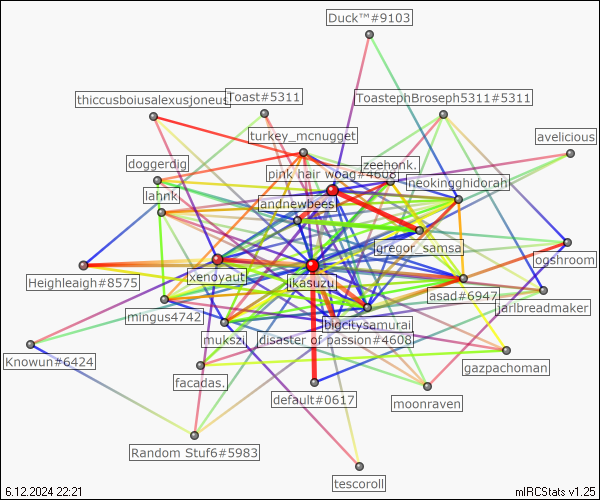 Duck™#9103
thiccusboiusalexusjoneus
Toast#5311
ToastephBroseph5311#5311
turkey_mcnugget
avelicious
doggerdig
zeehonk.
pink hair woag#4608
neokingghidorah
lahnk
andnewbees
gregor_samsa
ogshroom
xenoyaut
ikasuzu
Heighleaigh#8575
asad#6947
jarlbreadmaker
mingus4742
bigcitysamurai
mukszi
disaster of passion#4608
Knowun#6424
gazpachoman
facadas.
default#0617
moonraven
Random Stuf6#5983
tescoroll
6.12.2024 22:21
mIRCStats v1.25